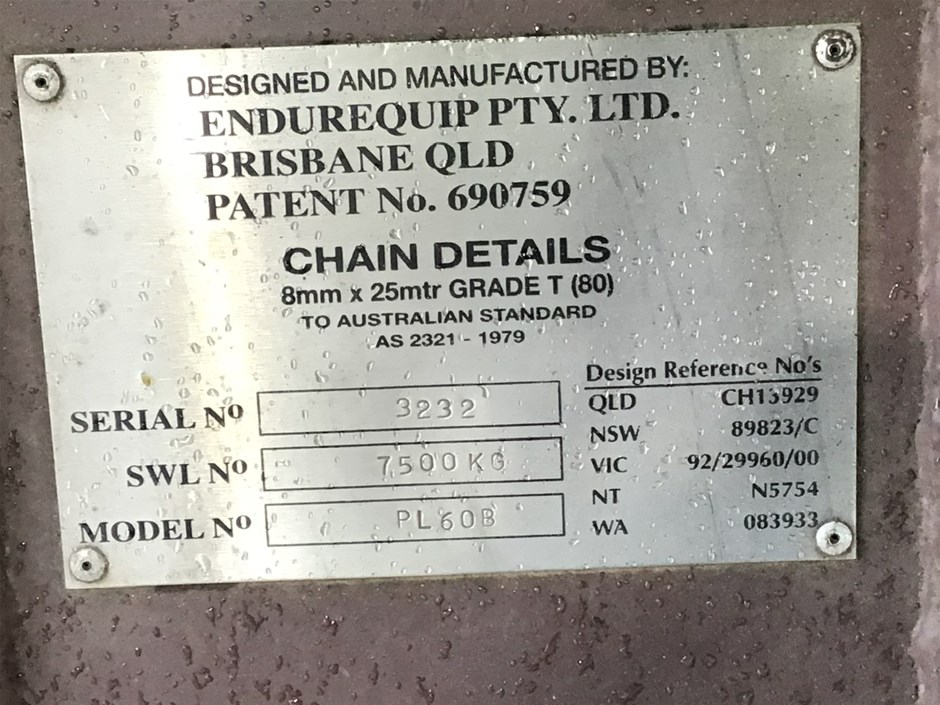 DESIGNED AND MANUFACTURED BY:
ENDUREQUIP PTY. LTD.
BRISBANE QLD
PATENT No. 690759
CHAIN DETAILS
8mm x 25mtr GRADE T (80)
TO AUSTRALIAN STANDARD
AS 2321 - 1979
SERIAL No 3232
SWL No 7500KG
MODEL No PL60B
Design Reference No's
QLD CH13929
NSW 89823/C
VIC 92/29960/00
NT N5754
WA 083933